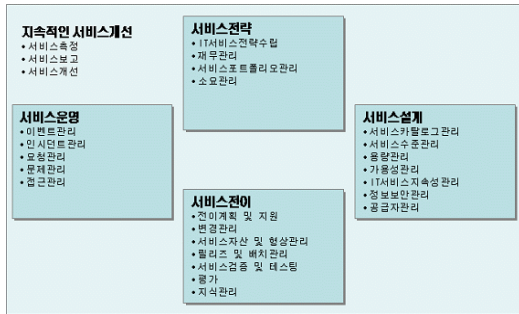 지속적인 서비스개선
• 서비스측정
• 서비스보고
• 서비스개선
서비스전략
• IT서비스전략수립
• 재무관리
• 서비스포트폴리오관리
• 소요관리
서비스운명
• 이벤트관리
• 인시던트관리
• 요청관리
• 문제관리
• 접근관리
서비스설계
• 서비스카탈로그관리
• 서비스수준관리
• 용량관리
• 가용성관리
• IT서비스지속성관리
• 정보보안관리
• 공급자관리
서비스전이
• 전이계획 및 지원
• 변경관리
• 서비스자산 및 형상관리
• 릴리즈 및 배치관리
• 서비스검증 및 테스팅
• 평가
• 지식관리